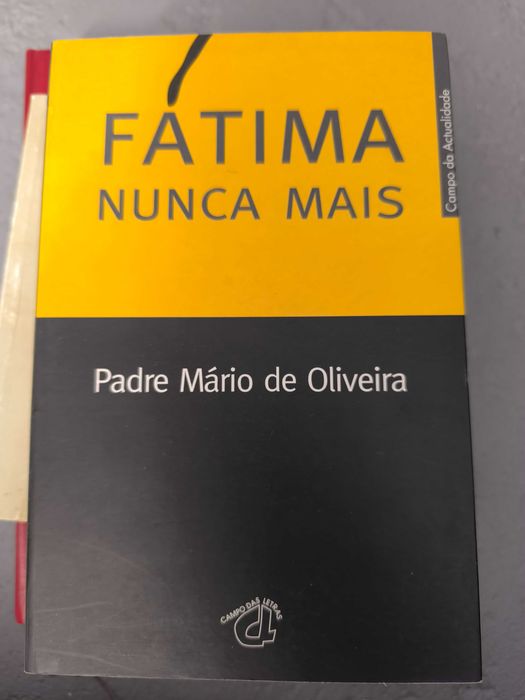 FÁTIMA
NUNCA MAIS
Campo da Actualidade
Padre Mário de Oliveira
CAMPO DAS LETRAS